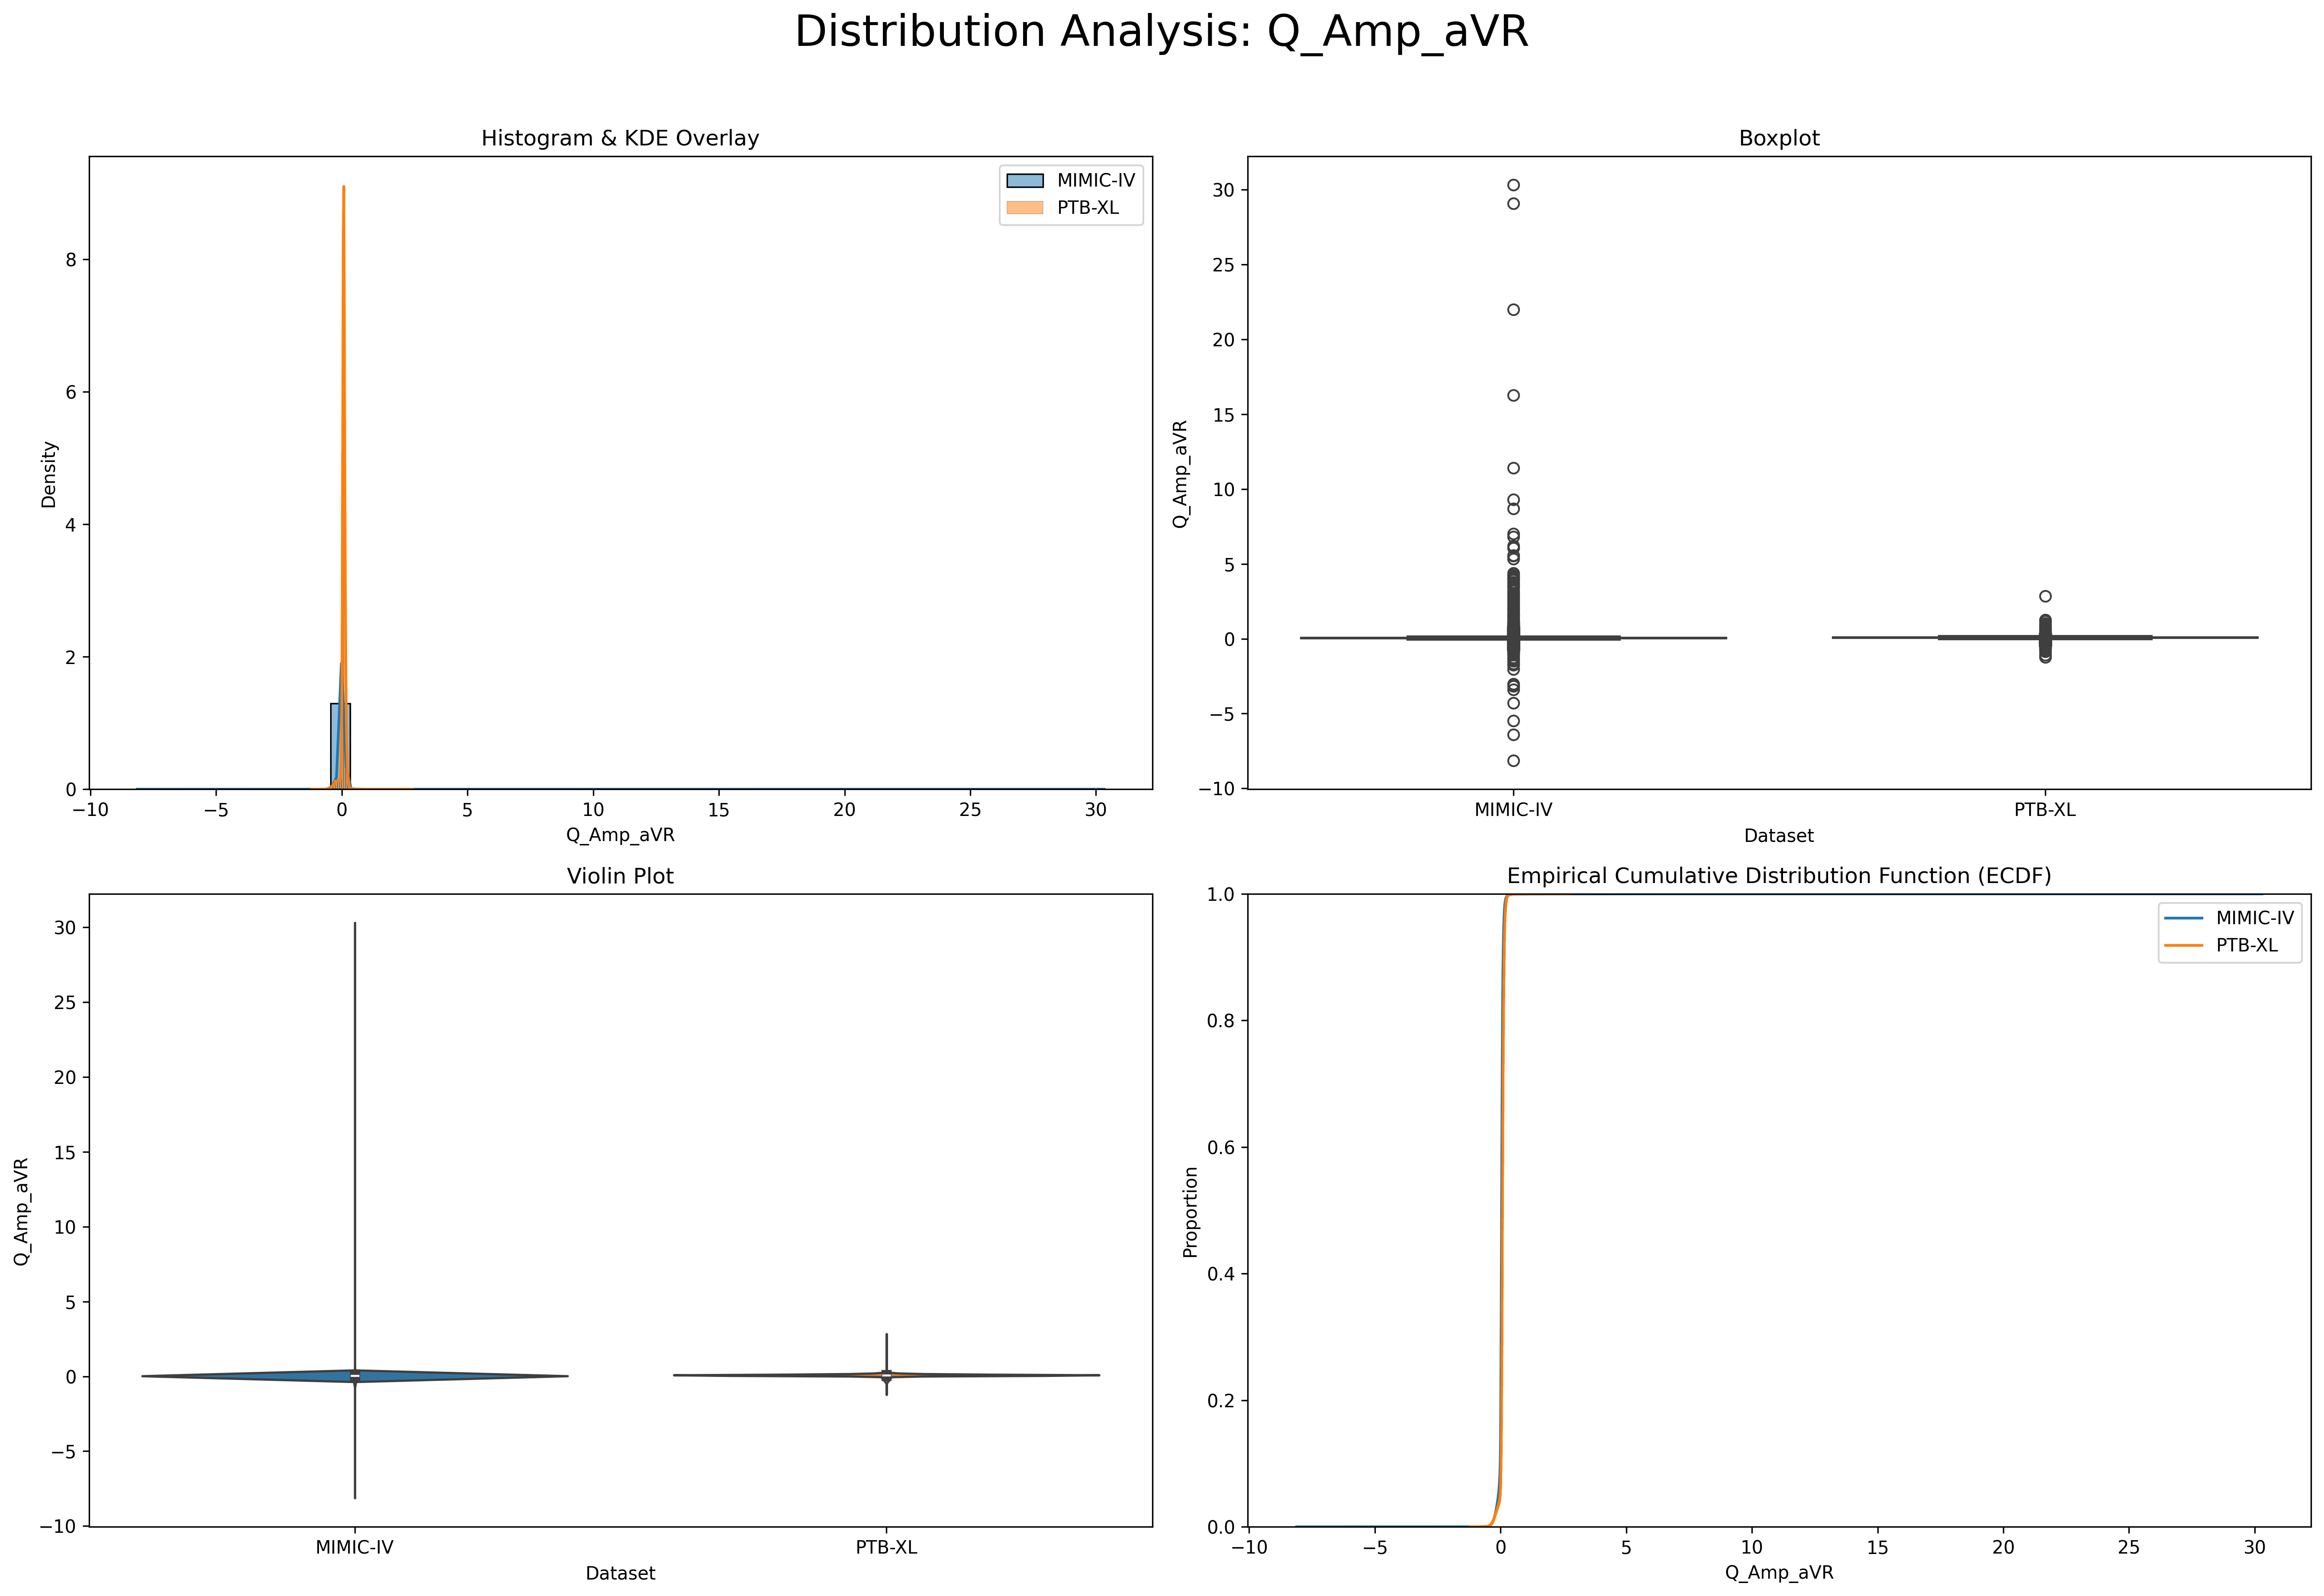 Distribution Analysis: Q_Amp_aVR
Histogram & KDE Overlay
MIMIC-IV
PTB-XL
Density
8
6
4
2
0
−10 −5 0 5 10 15 20 25 30
Q_Amp_aVR
Boxplot
Q_Amp_aVR
30
25
20
15
10
5
0
−5
−10
MIMIC-IV PTB-XL
Dataset
Violin Plot
Q_Amp_aVR
30
25
20
15
10
5
0
−5
−10
MIMIC-IV PTB-XL
Dataset
Empirical Cumulative Distribution Function (ECDF)
MIMIC-IV
PTB-XL
Proportion
1.0
0.8
0.6
0.4
0.2
0.0
−10 −5 0 5 10 15 20 25 30
Q_Amp_aVR